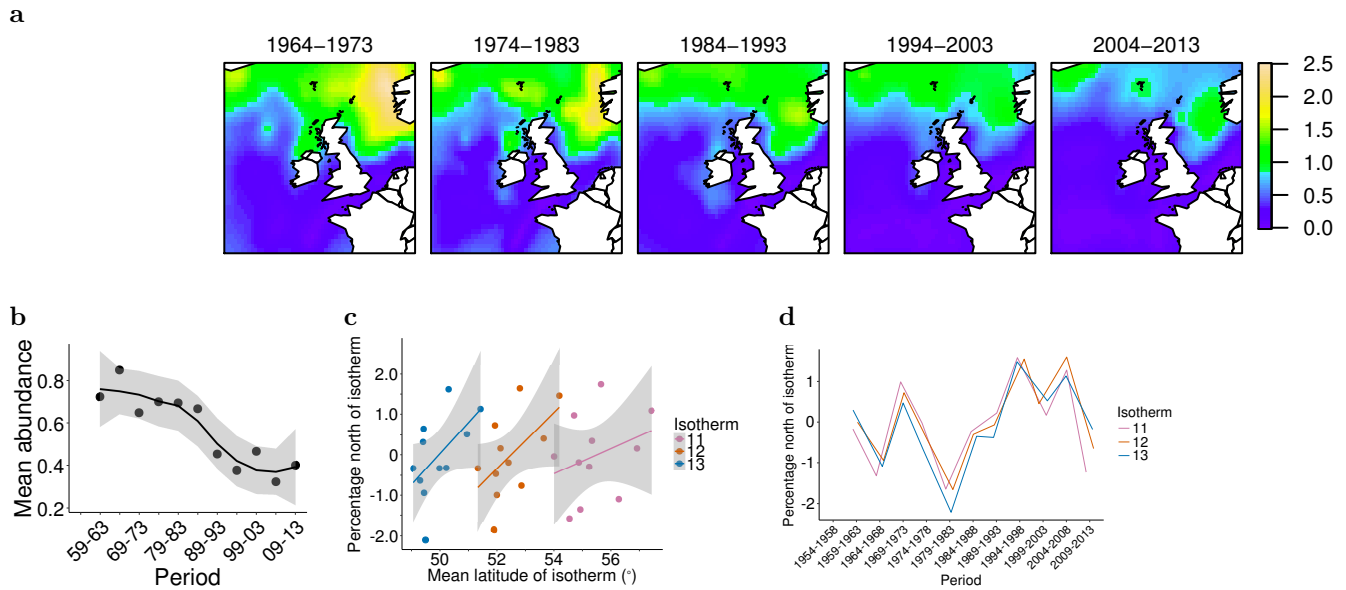 a
1964−1973 1974−1983 1984−1993 1994−2003 2004−2013
2.5
2.0
1.5
1.0
0.5
0.0
b
Mean abundance
0.8
0.6
0.4
0.2
59-63 69-73 79-83 89-93 99-03 09-13
Period
c
Percentage north of isotherm
2.0
1.0
0
-1.0
-2.0
50 52 54 56
Mean latitude of isotherm (°)
Isotherm
11
12
13
d
Percentage north of isotherm
1
0
-1
-2
1954-1958 1959-1963 1964-1968 1969-1973 1974-1978 1979-1983 1984-1988 1989-1993 1994-1998 1999-2003 2004-2008 2009-2013
Period
Isotherm
11
12
13